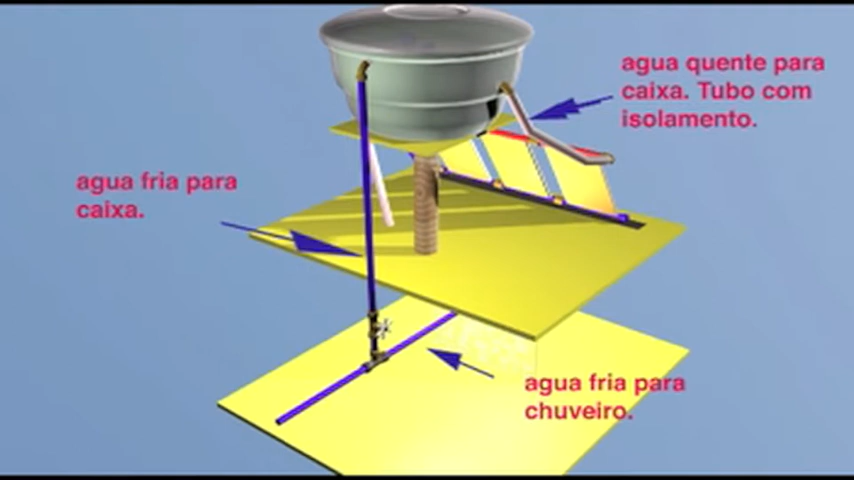 agua quente para
caixa. Tubo com
isolamento.
agua fria para
caixa.
agua fria para
chuveiro.